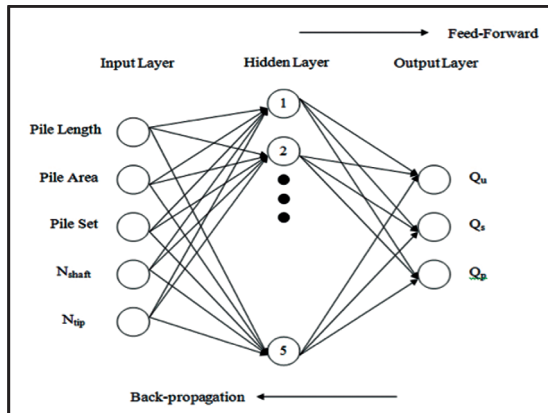 Feed-Forward
Input Layer
Hidden Layer
Output Layer
1
Pile Length
2
Pile Area
Qu
Pile Set
Qs
Nshaft
Qp
Ntip
5
Back-propagation